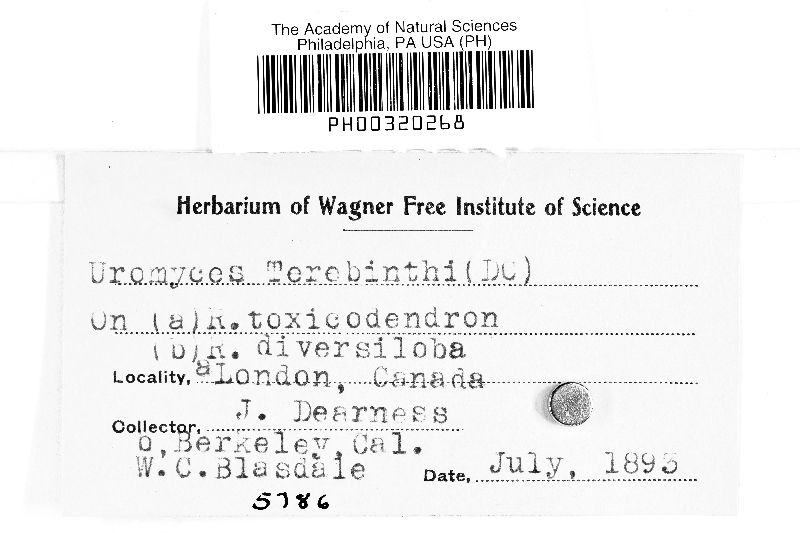 The Academy of Natural Sciences
Philadelphia, PA USA (PH)
PH00320268
Herbarium of Wagner Free Institute of Science
Uromyces Terebinthi(DC)
On (a)R.toxicodendron
(b)R. diversiloba
Locality, aLondon, Canada
J. Dearness
Collector,
b,Berkeley,Cal.
W.C.Blasdale Date, July, 1893
5786